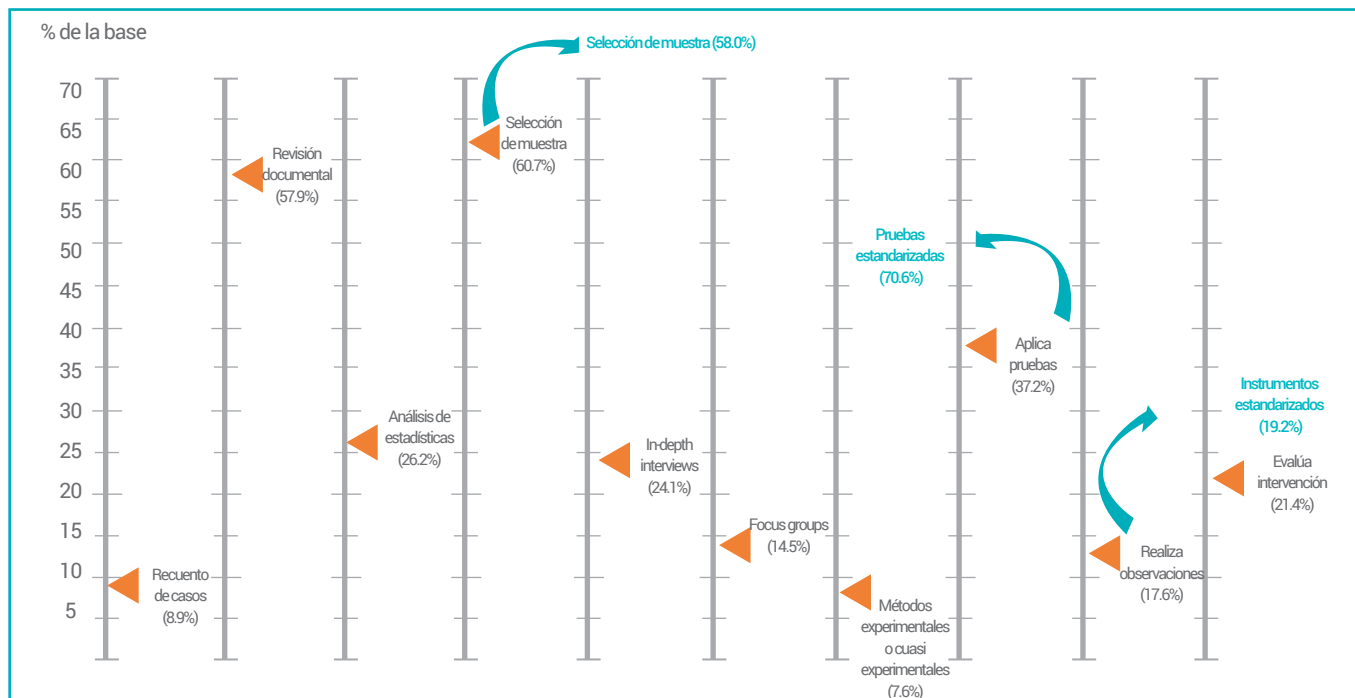 % de la base
70
65
60
55
50
45
40
35
30
25
20
15
10
5
Recuento
de casos
(8.9%)
Revisión
documental
(57.9%)
Análisis de
estadísticas
(26.2%)
Selección de muestra (58.0%)
Selección
de muestra
(60.7%)
In-depth
interviews
(24.1%)
Focus groups
(14.5%)
Métodos
experimentales
o cuasi
experimentales
(7.6%)
Pruebas
estandarizadas
(70.6%)
Aplica
pruebas
(37.2%)
Realiza
observaciones
(17.6%)
Instrumentos
estandarizados
(19.2%)
Evalúa
intervención
(21.4%)